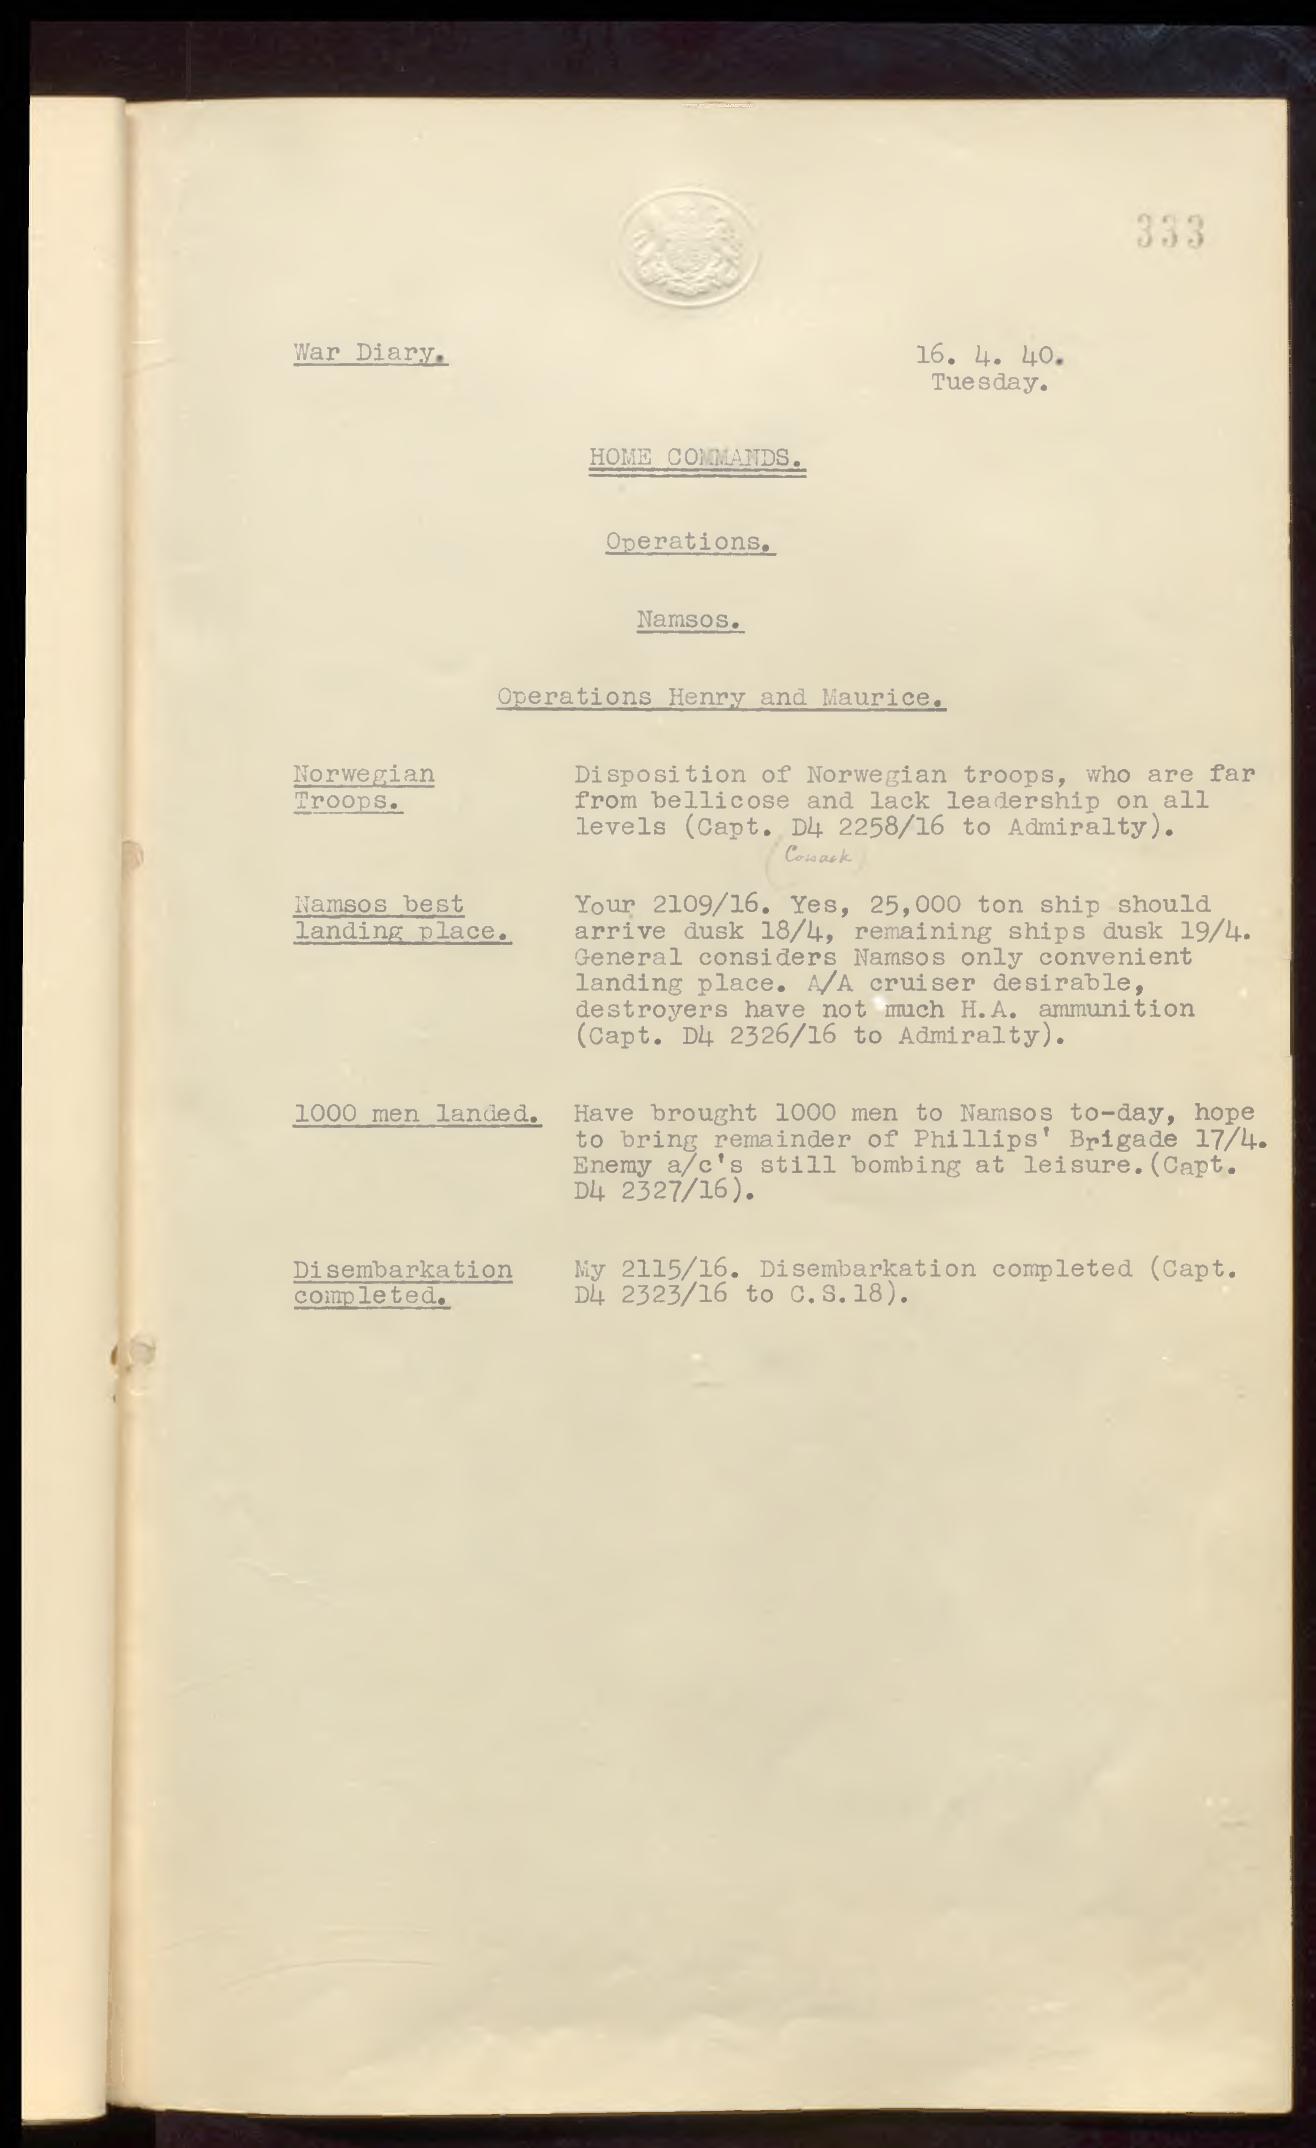 333
War Diary.
16. 4. 40.
Tuesday.
HOME COMMANDS.
Operations.
Namsos.
Operations Henry and Maurice.
Norwegian
Troops.
Disposition of Norwegian troops, who are far
from bellicose and lack leadership on all
levels (Capt. D4 2258/16 to Admiralty).
(Cossack)
Namsos best
landing place.
Your 2109/16. Yes, 25,000 ton ship should
arrive dusk 18/4, remaining ships dusk 19/4.
General considers Namsos only convenient
landing place. A/A cruiser desirable,
destroyers have not much H.A. ammunition
(Capt. D4 2326/16 to Admiralty).
1000 men landed.
Have brought 1000 men to Namsos to-day, hope
to bring remainder of Phillips' Brigade 17/4.
Enemy a/c's still bombing at leisure.(Capt.
D4 2327/16).
Disembarkation
completed.
My 2115/16. Disembarkation completed (Capt.
D4 2323/16 to C.S.18).